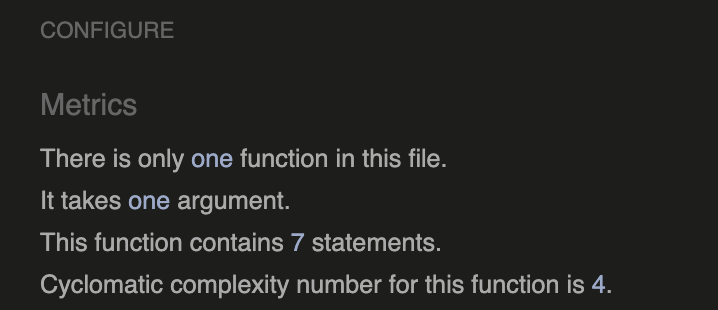 CONFIGURE
Metrics
There is only one function in this file.
It takes one argument.
This function contains 7 statements.
Cyclomatic complexity number for this function is 4.